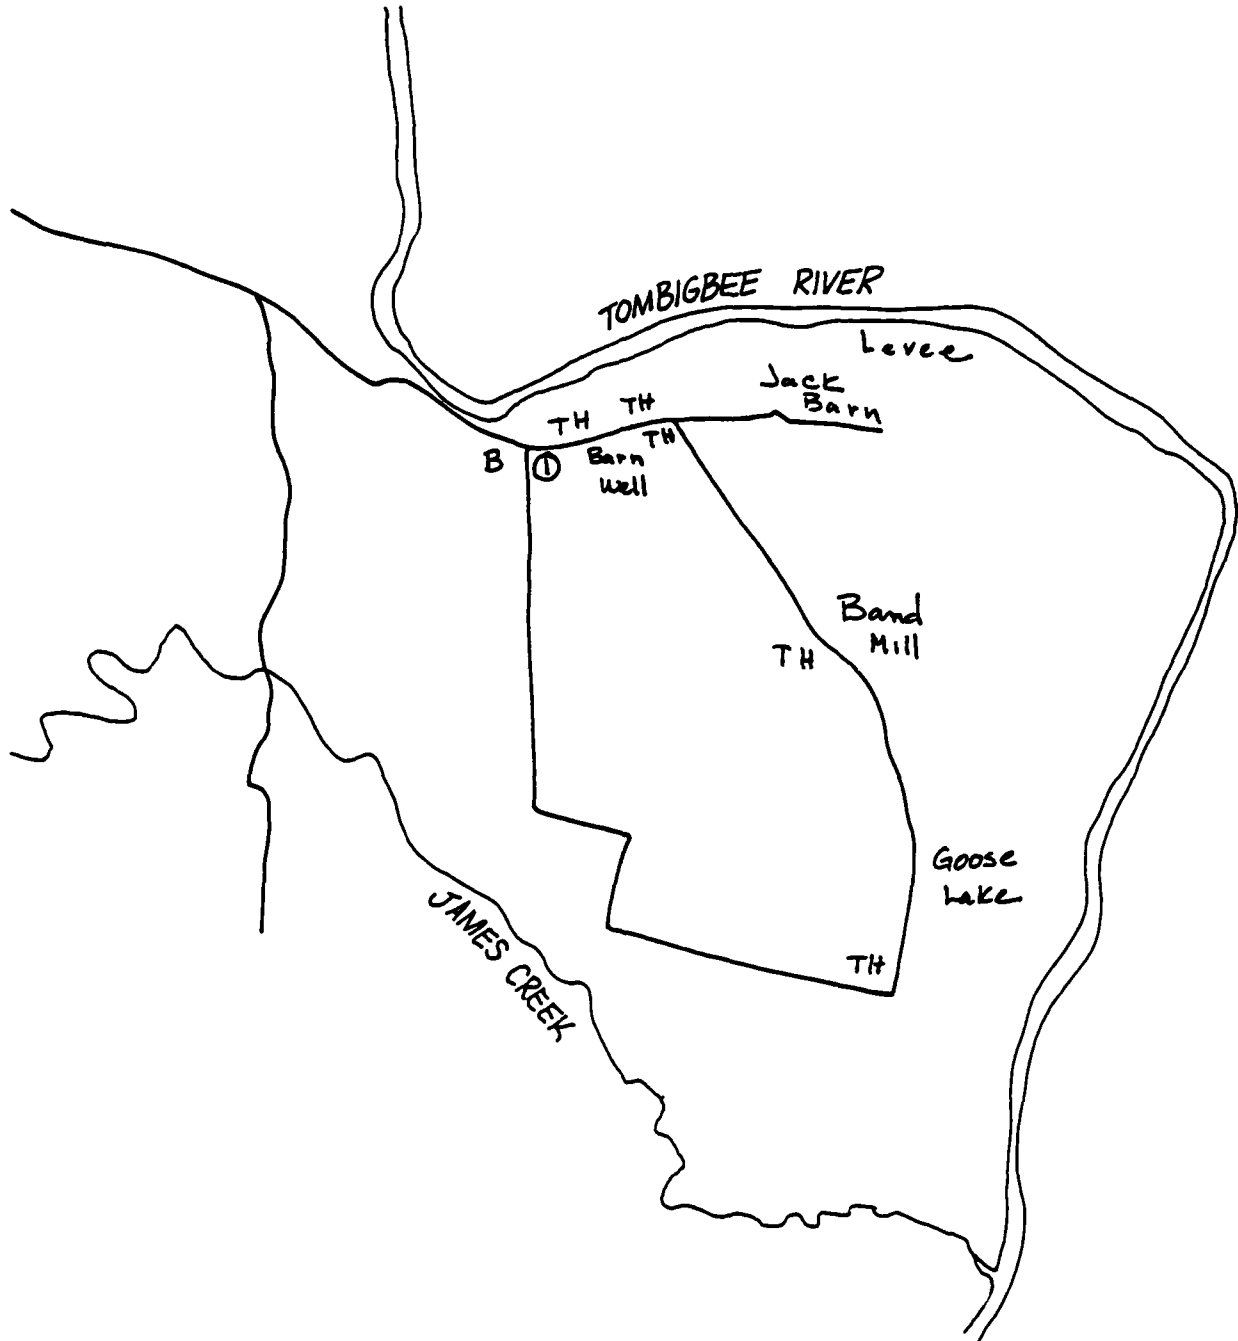 TOMBIGBEE RIVER
Levee
Jack
Barn
TH
TH
TH
B
①
Barn
Well
Band
Mill
TH
Goose
Lake
JAMES CREEK
TH